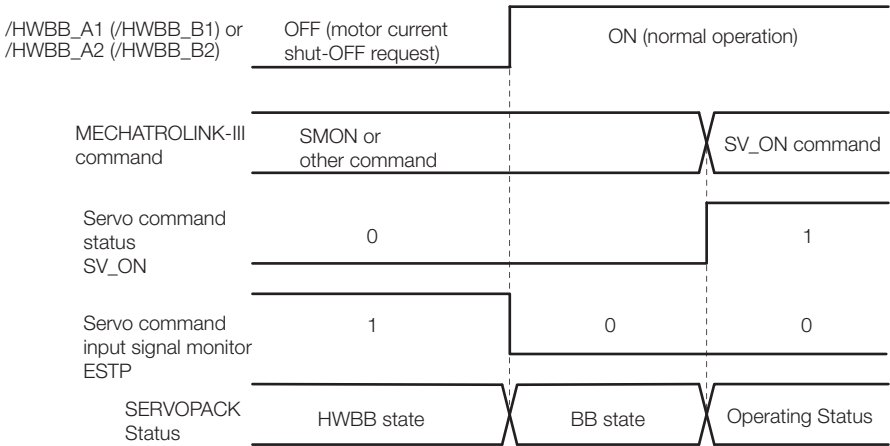 /HWBB_A1 (/HWBB_B1) or
/HWBB_A2 (/HWBB_B2)
OFF (motor current
shut-OFF request)
ON (normal operation)
MECHATROLINK-III
command
SMON or
other command
SV_ON command
Servo command
status
SV_ON
0
1
Servo command
input signal monitor
ESTP
1
0
0
SERVOPACK
Status
HWBB state
BB state
Operating Status